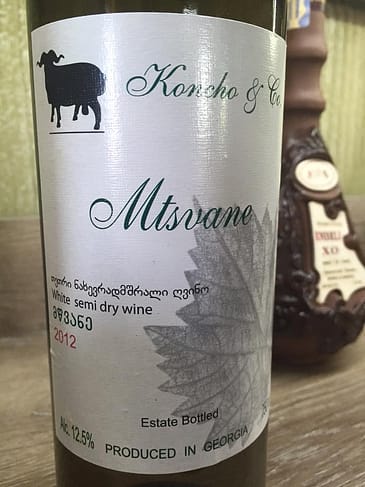 Koncho & Co.
Mtsvane
თეთრი ნახევრადმშრალი ღვინო
White semi dry wine
მწვანე
2012
Estate Bottled
Alc. 12.5%
PRODUCED IN GEORGIA
XO